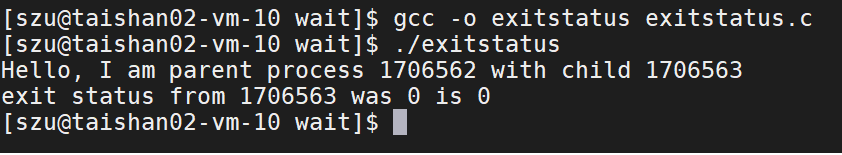 [szu@taishan02-vm-10 wait]$ gcc -o exitstatus exitstatus.c
[szu@taishan02-vm-10 wait]$ ./exitstatus
Hello, I am parent process 1706562 with child 1706563
exit status from 1706563 was 0 is 0
[szu@taishan02-vm-10 wait]$